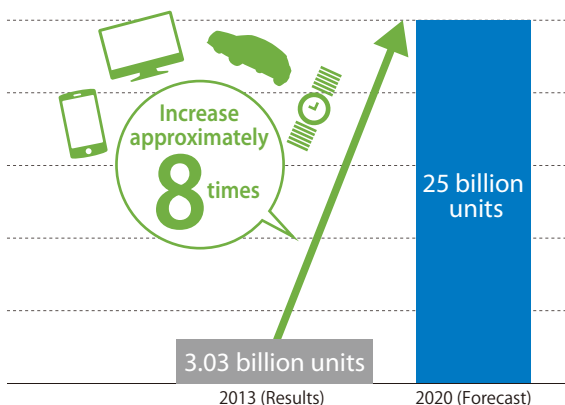 Increase
approximately
8 times
25 billion
units
3.03 billion units
2013 (Results)
2020 (Forecast)